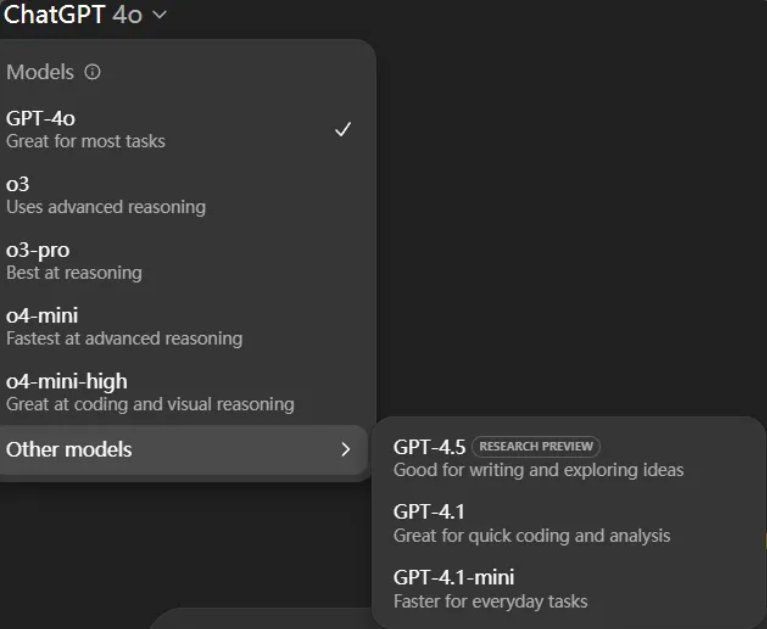 ChatGPT 4o
Models
GPT-4o
Great for most tasks
o3
Uses advanced reasoning
o3-pro
Best at reasoning
o4-mini
Fastest at advanced reasoning
o4-mini-high
Great at coding and visual reasoning
Other models
GPT-4.5 RESEARCH PREVIEW
Good for writing and exploring ideas
GPT-4.1
Great for quick coding and analysis
GPT-4.1-mini
Faster for everyday tasks